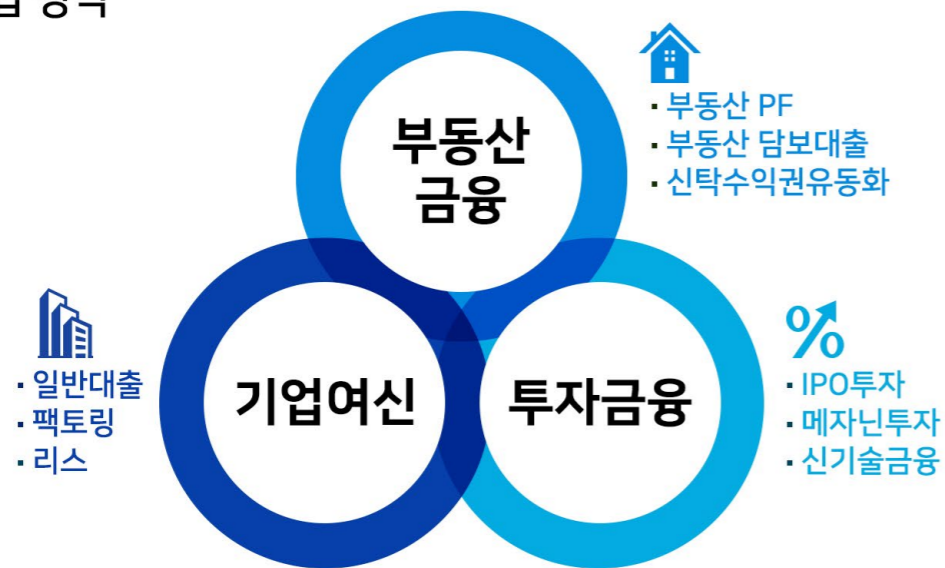 부동산
금융
· 부동산 PF
· 부동산 담보대출
· 신탁수익권유동화
기업여신
· 일반대출
· 팩토링
· 리스
투자금융
%
· IPO투자
· 메자닌투자
· 신기술금융